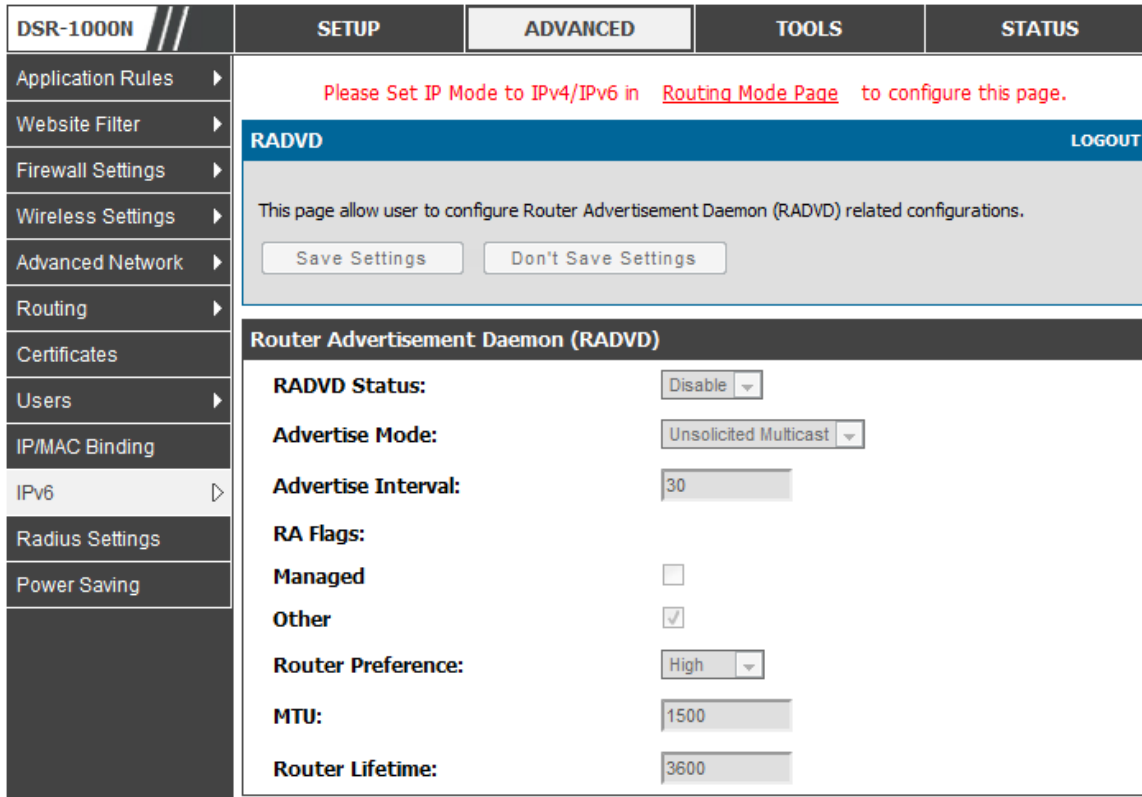 DSR-1000N SETUP ADVANCED TOOLS STATUS
Application Rules
Website Filter
Firewall Settings
Wireless Settings
Advanced Network
Routing
Certificates
Users
IP/MAC Binding
IPv6
Radius Settings
Power Saving
Please Set IP Mode to IPv4/IPv6 in Routing Mode Page to configure this page.
RADVD LOGOUT
This page allow user to configure Router Advertisement Daemon (RADVD) related configurations.
Save Settings Don't Save Settings
Router Advertisement Daemon (RADVD)
RADVD Status: Disable
Advertise Mode: Unsolicited Multicast
Advertise Interval: 30
RA Flags:
Managed
Other
Router Preference: High
MTU: 1500
Router Lifetime: 3600